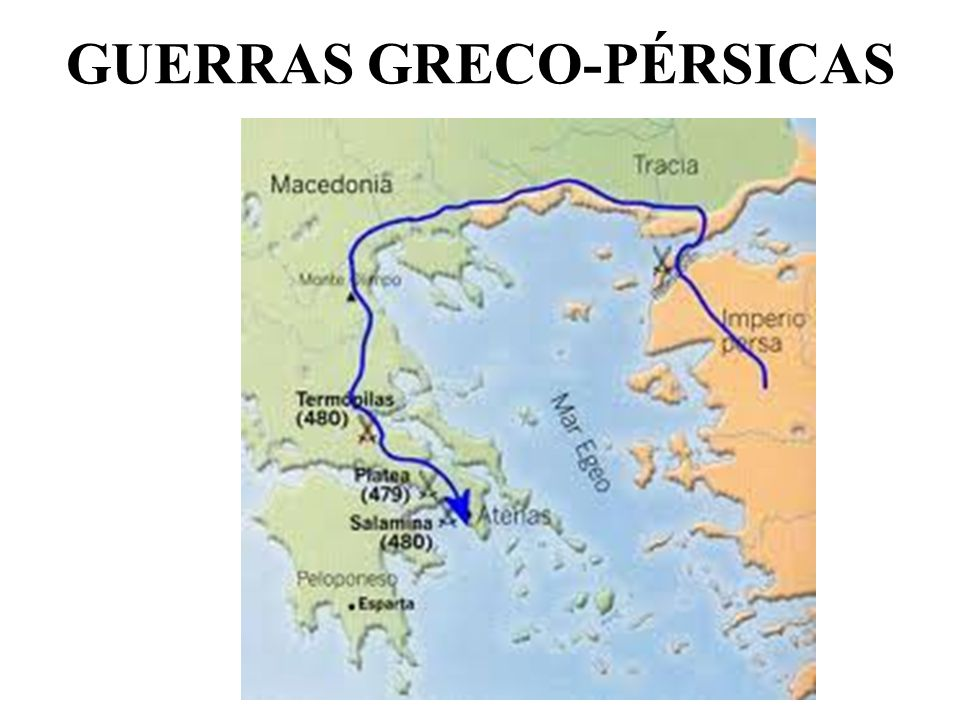 GUERRAS GRECO-PÉRSICAS
Tracia
Macedonia
Monte Olimpo
Imperio
persa
Termópilas
(480)
Mar Egeo
Platea
(479)
Atenas
Salamina
(480)
Peloponeso
Esparta